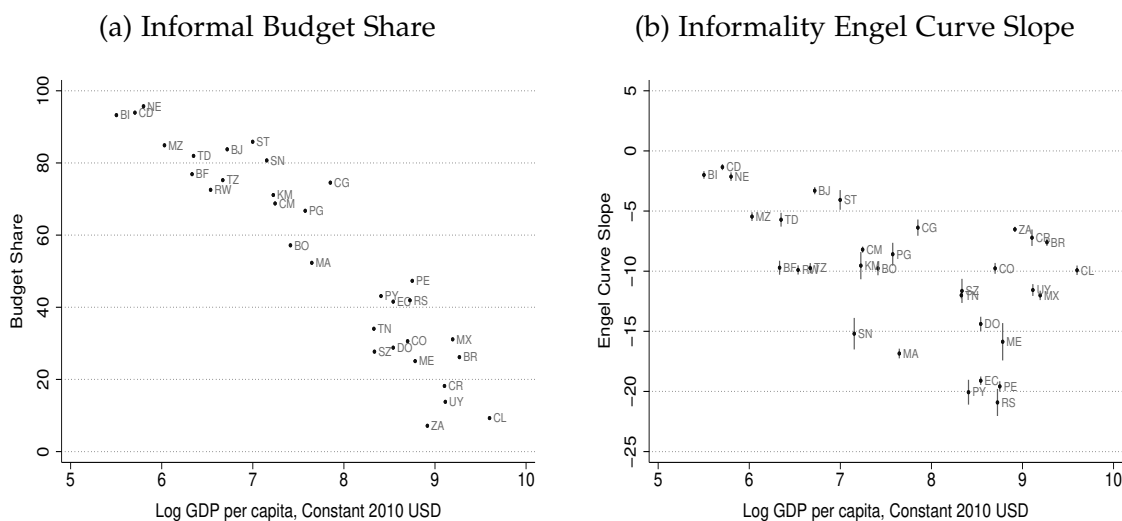 (a) Informal Budget Share
100
80
60
40
20
0
Budget Share
BI
CD
NE
MZ
TD
BJ
ST
SN
BF
TZ
RW
KM
CM
CG
PG
BO
MA
PE
PY
EC
RS
TN
SZ
DO
CO
ME
MX
BR
CR
UY
ZA
CL
5 6 7 8 9 10
Log GDP per capita, Constant 2010 USD
(b) Informality Engel Curve Slope
5
0
−5
−10
−15
−20
−25
Engel Curve Slope
BI
CD
NE
BJ
ST
MZ
TD
CG
ZA
CR
BR
CM
PG
BF
RW
TZ
KM
BO
CO
CL
SZ
TN
UY
MX
SN
DO
MA
ME
EC
PE
PY
RS
5 6 7 8 9 10
Log GDP per capita, Constant 2010 USD